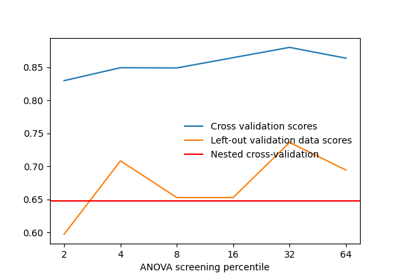 0.85
0.80
0.75
0.70
0.65
0.60
Cross validation scores
Left-out validation data scores
Nested cross-validation
2 4 8 16 32 64
ANOVA screening percentile